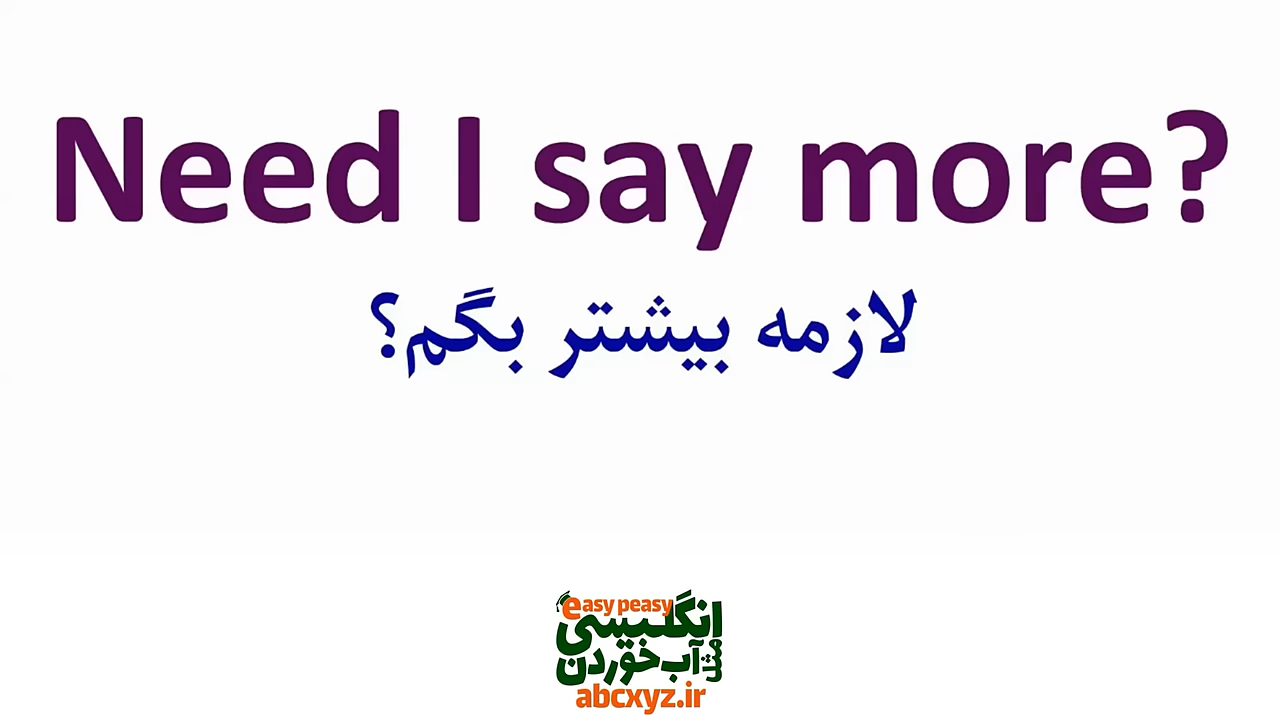 Need I say more?
لازمه بیشتر بگم؟
easy peasy
انگلیسی
مثل آب خوردن
abcxyz.ir